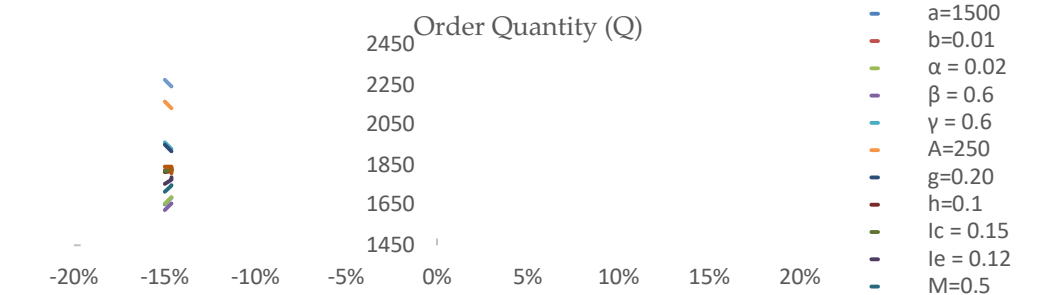 Order Quantity (Q)
2450
2250
2050
1850
1650
1450
-20% -15% -10% -5% 0% 5% 10% 15% 20%
a=1500
b=0.01
α = 0.02
β = 0.6
γ = 0.6
A=250
g=0.20
h=0.1
Ic = 0.15
Ie = 0.12
M=0.5